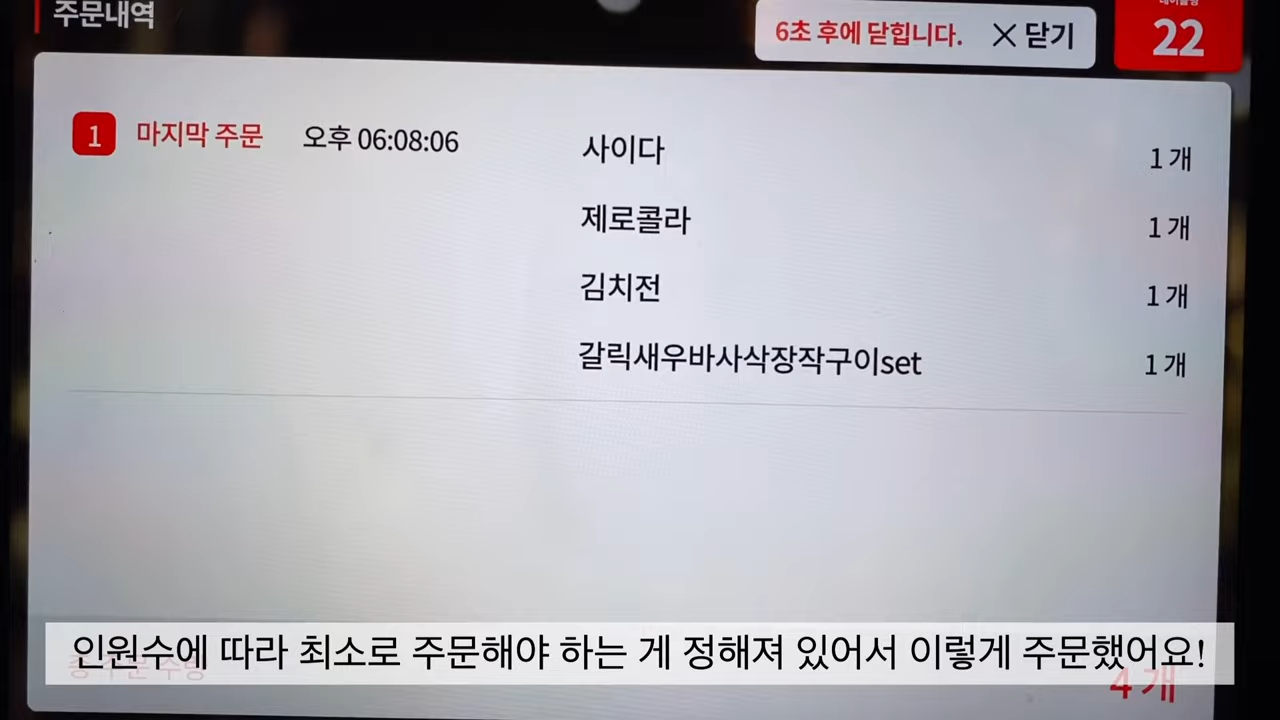 주문내역
6초 후에 닫힙니다. ✕ 닫기
22
1 마지막 주문 오후 06:08:06
사이다 1 개
제로콜라 1 개
김치전 1 개
갈릭새우바사삭장작구이set 1 개
인원수에 따라 최소로 주문해야 하는 게 정해져 있어서 이렇게 주문했어요!
4 개